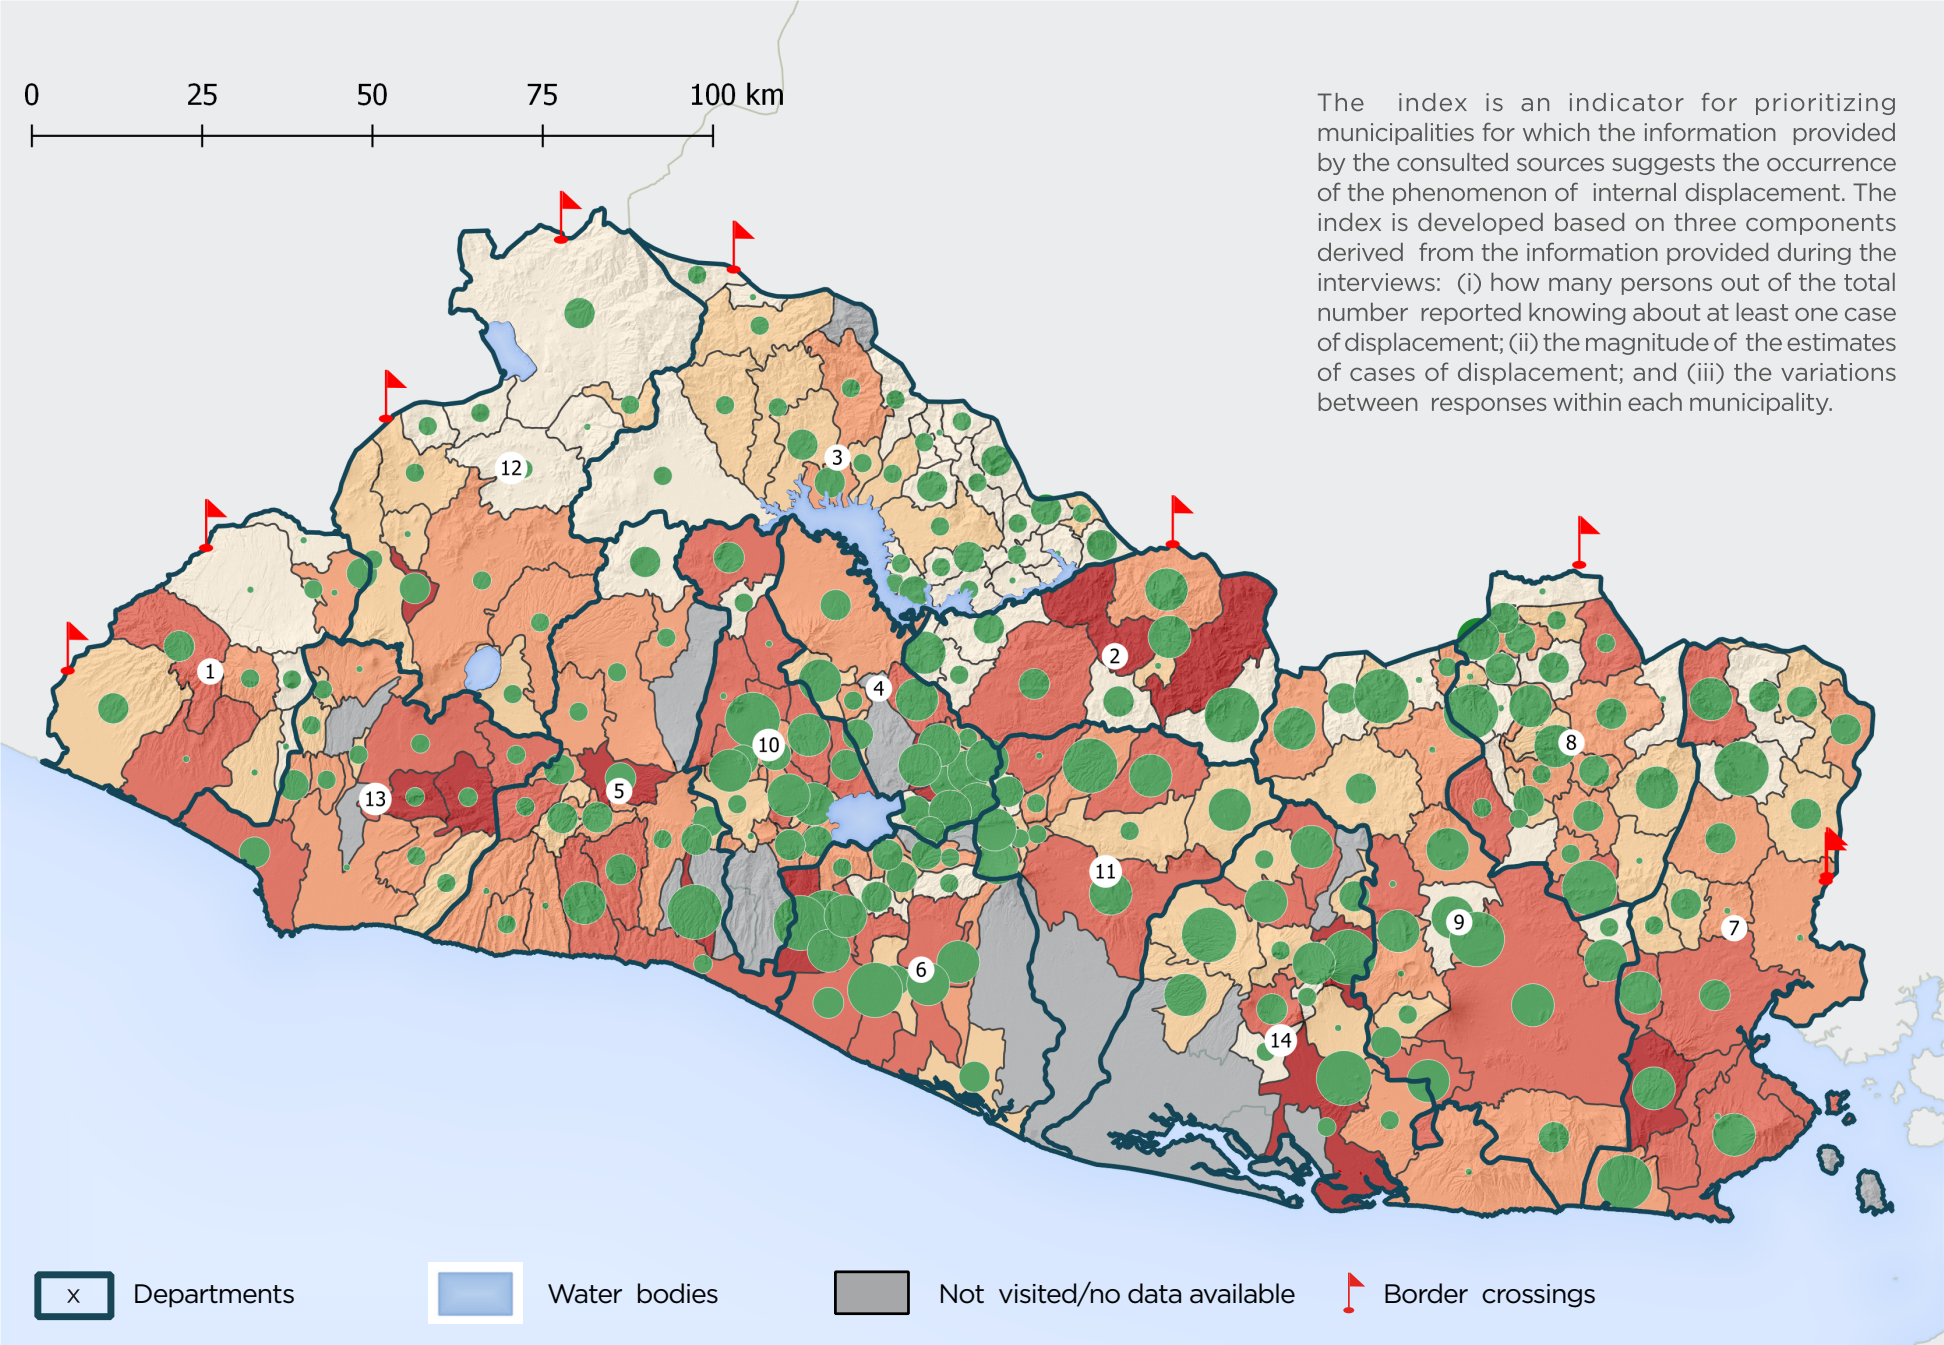 0 25 50 75 100 km
The index is an indicator for prioritizing
municipalities for which the information provided
by the consulted sources suggests the occurrence
of the phenomenon of internal displacement. The
index is developed based on three components
derived from the information provided during the
interviews: (i) how many persons out of the total
number reported knowing about at least one case
of displacement; (ii) the magnitude of the estimates
of cases of displacement; and (iii) the variations
between responses within each municipality.
3
12
2
1
4
10
8
5
13
11
9
7
6
14
x Departments Water bodies Not visited/no data available Border crossings